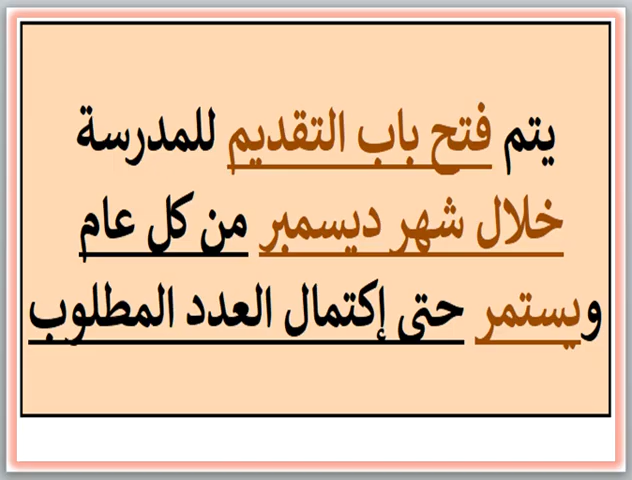 يتم فتح باب التقديم للمدرسة
خلال شهر ديسمبر من كل عام
ويستمر حتى إكتمال العدد المطلوب